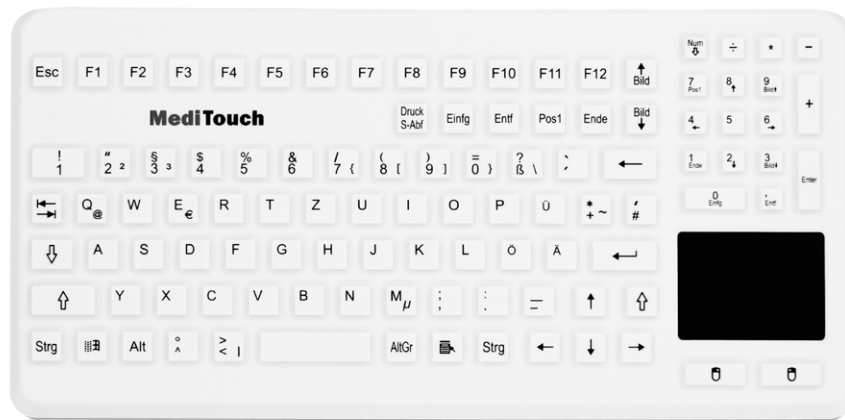 Esc F1 F2 F3 F4 F5 F6 F7 F8 F9 F10 F11 F12 Bild
MediTouch
Druck S-Abf Einfg Entf Pos1 Ende Bild
! 1 " 2 ² § 3 ³ $ 4 % 5 & 6 / 7 { ( 8 [ ) 9 ] = 0 } ? ß \
Q @ W E € R T Z U I O P Ü * + ~ ' #
A S D F G H J K L Ö Ä
Y X C V B N M µ ; , : . _ –
Strg Alt ° ^ > < | AltGr Strg
Num ÷ * -
7 Pos1 8 9 Bild +
4 5 6
1 Ende 2 3 Bild Enter
0 Einfg . Entf